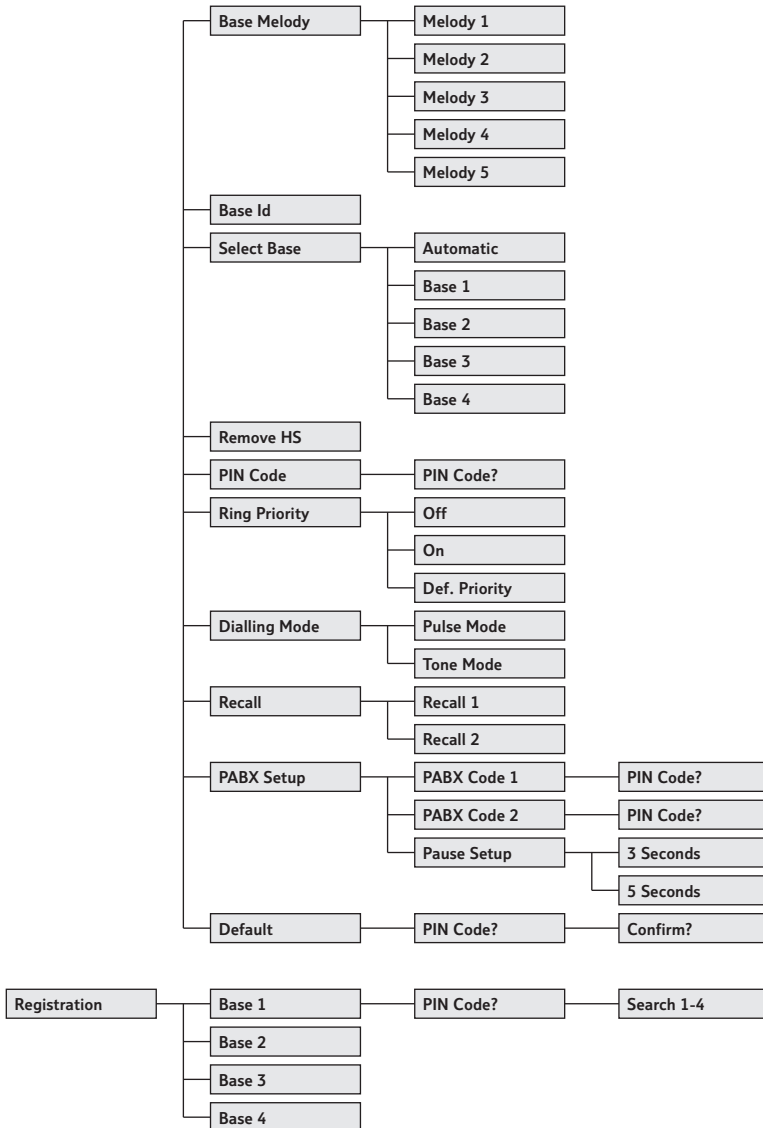 Base Melody Melody 1
Melody 2
Melody 3
Melody 4
Melody 5
Base Id
Select Base Automatic
Base 1
Base 2
Base 3
Base 4
Remove HS
PIN Code PIN Code?
Ring Priority Off
On
Def. Priority
Dialling Mode Pulse Mode
Tone Mode
Recall Recall 1
Recall 2
PABX Setup PABX Code 1 PIN Code?
PABX Code 2 PIN Code?
Pause Setup 3 Seconds
5 Seconds
Default PIN Code? Confirm?
Registration Base 1 PIN Code? Search 1-4
Base 2
Base 3
Base 4